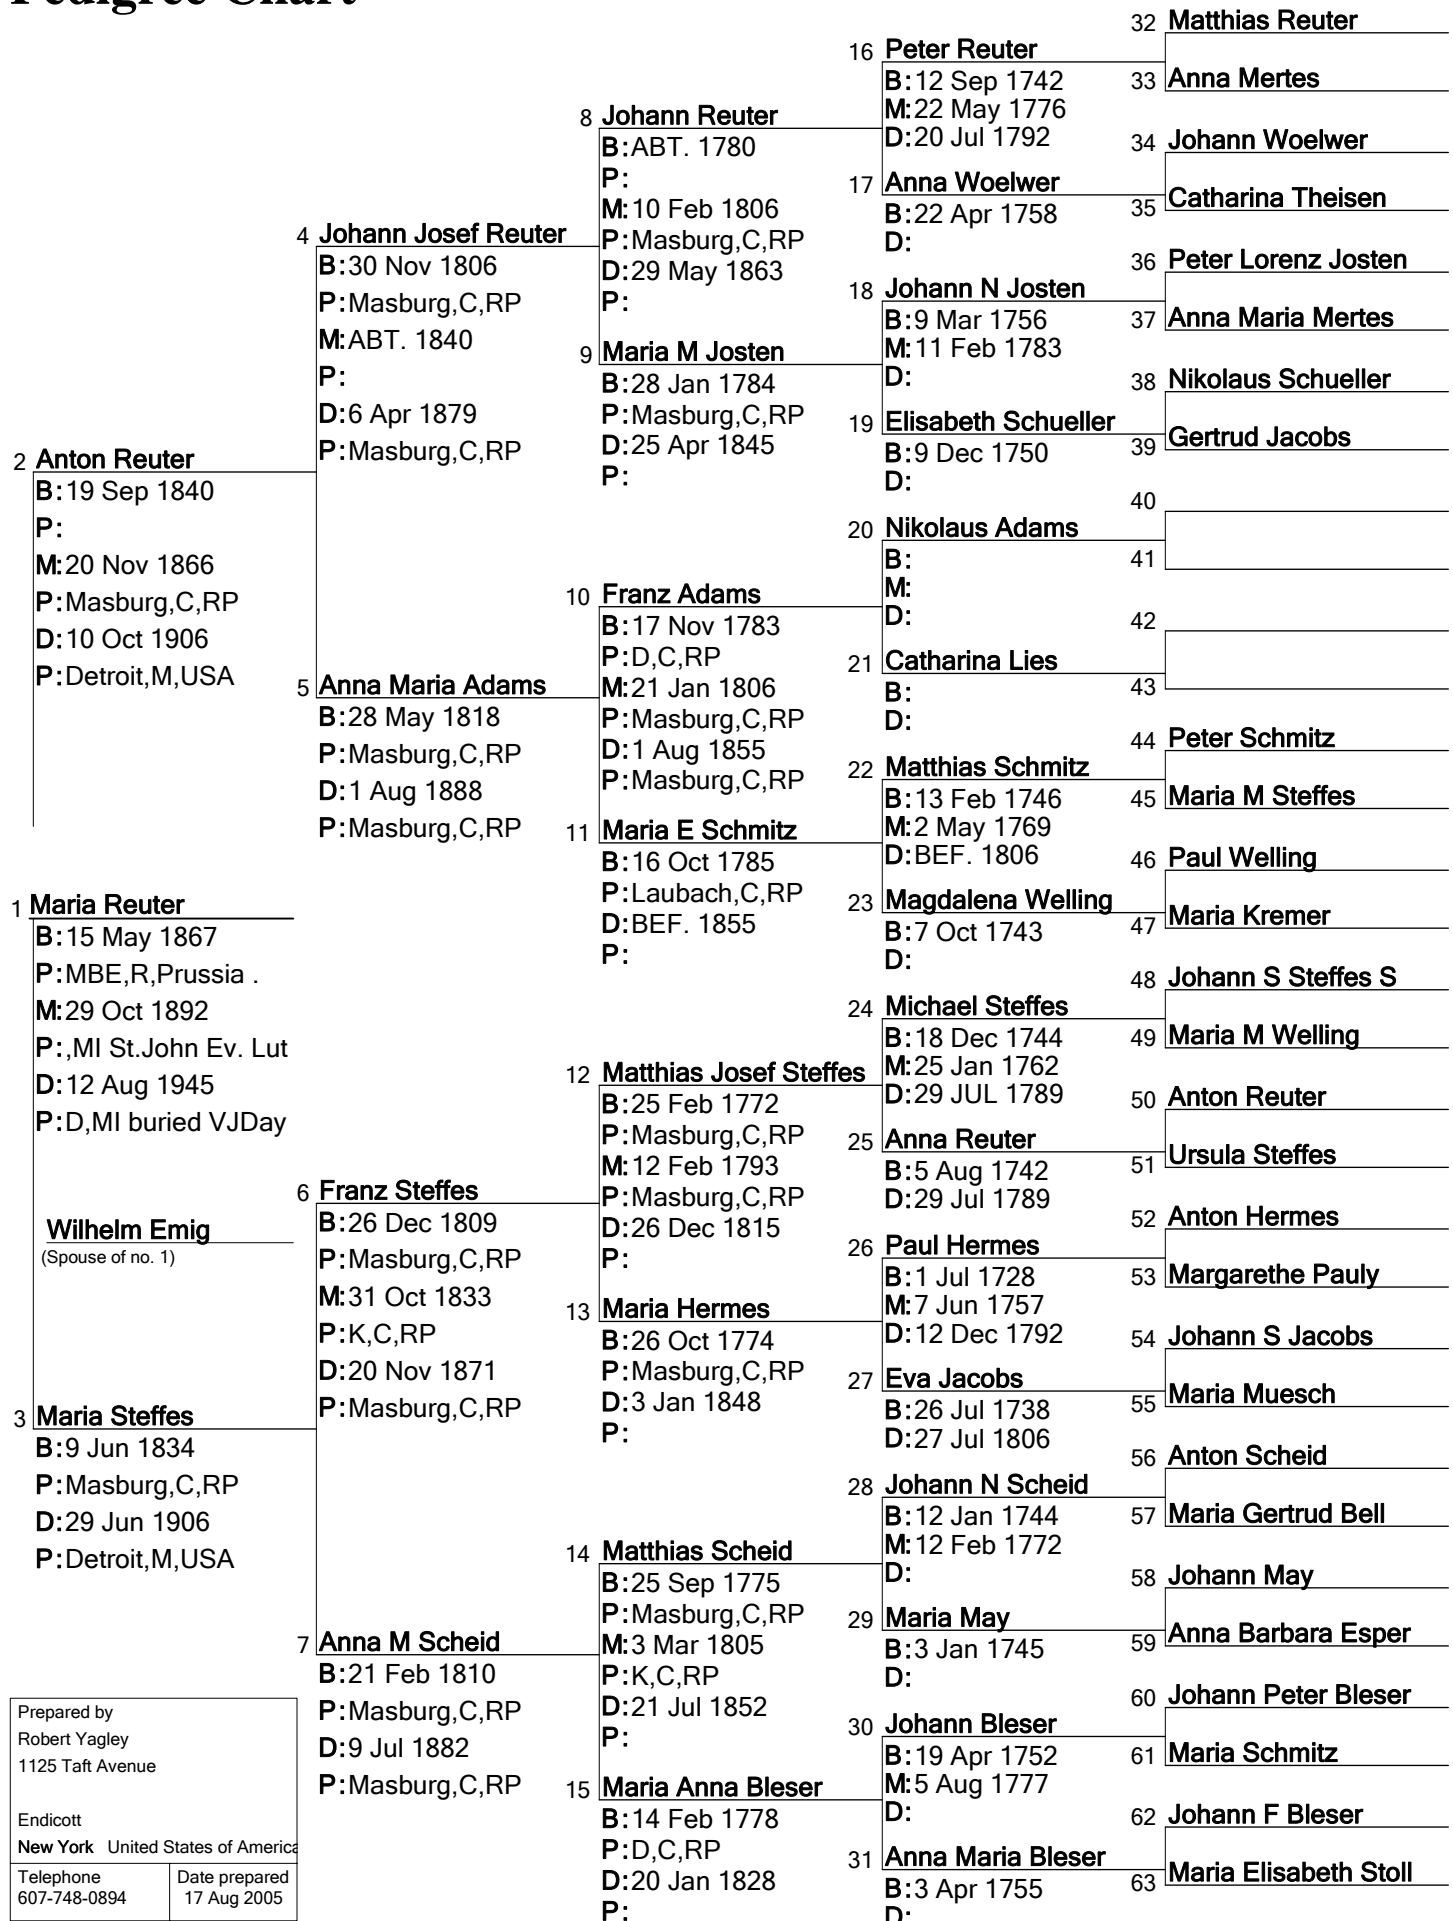 Pedigree Chart
2 Anton Reuter
B:19 Sep 1840
P:
M:20 Nov 1866
P:Masburg,C,RP
D:10 Oct 1906
P:Detroit,M,USA
1 Maria Reuter
B:15 May 1867
P:MBE,R,Prussia .
M:29 Oct 1892
P:,MI St.John Ev. Lut
D:12 Aug 1945
P:D,MI buried VJDay
Wilhelm Emig
(Spouse of no. 1)
3 Maria Steffes
B:9 Jun 1834
P:Masburg,C,RP
D:29 Jun 1906
P:Detroit,M,USA
Prepared by
Robert Yagley
1125 Taft Avenue
Endicott
New York United States of America
Telephone
607-748-0894
Date prepared
17 Aug 2005
4 Johann Josef Reuter
B:30 Nov 1806
P:Masburg,C,RP
M:ABT. 1840
P:
D:6 Apr 1879
P:Masburg,C,RP
5 Anna Maria Adams
B:28 May 1818
P:Masburg,C,RP
D:1 Aug 1888
P:Masburg,C,RP
6 Franz Steffes
B:26 Dec 1809
P:Masburg,C,RP
M:31 Oct 1833
P:K,C,RP
D:20 Nov 1871
P:Masburg,C,RP
7 Anna M Scheid
B:21 Feb 1810
P:Masburg,C,RP
D:9 Jul 1882
P:Masburg,C,RP
8 Johann Reuter
B:ABT. 1780
P:
M:10 Feb 1806
P:Masburg,C,RP
D:29 May 1863
P:
9 Maria M Josten
B:28 Jan 1784
P:Masburg,C,RP
D:25 Apr 1845
P:
10 Franz Adams
B:17 Nov 1783
P:D,C,RP
M:21 Jan 1806
P:Masburg,C,RP
D:1 Aug 1855
P:Masburg,C,RP
11 Maria E Schmitz
B:16 Oct 1785
P:Laubach,C,RP
D:BEF. 1855
P:
12 Matthias Josef Steffes
B:25 Feb 1772
P:Masburg,C,RP
M:12 Feb 1793
P:Masburg,C,RP
D:26 Dec 1815
P:
13 Maria Hermes
B:26 Oct 1774
P:Masburg,C,RP
D:3 Jan 1848
P:
14 Matthias Scheid
B:25 Sep 1775
P:Masburg,C,RP
M:3 Mar 1805
P:K,C,RP
D:21 Jul 1852
P:
15 Maria Anna Bleser
B:14 Feb 1778
P:D,C,RP
D:20 Jan 1828
P:
16 Peter Reuter
B:12 Sep 1742
M:22 May 1776
D:20 Jul 1792
17 Anna Woelwer
B:22 Apr 1758
D:
18 Johann N Josten
B:9 Mar 1756
M:11 Feb 1783
D:
19 Elisabeth Schueller
B:9 Dec 1750
D:
20 Nikolaus Adams
B:
M:
D:
21 Catharina Lies
B:
D:
22 Matthias Schmitz
B:13 Feb 1746
M:2 May 1769
D:BEF. 1806
23 Magdalena Welling
B:7 Oct 1743
D:
24 Michael Steffes
B:18 Dec 1744
M:25 Jan 1762
D:29 JUL 1789
25 Anna Reuter
B:5 Aug 1742
D:29 Jul 1789
26 Paul Hermes
B:1 Jul 1728
M:7 Jun 1757
D:12 Dec 1792
27 Eva Jacobs
B:26 Jul 1738
D:27 Jul 1806
28 Johann N Scheid
B:12 Jan 1744
M:12 Feb 1772
D:
29 Maria May
B:3 Jan 1745
D:
30 Johann Bleser
B:19 Apr 1752
M:5 Aug 1777
D:
31 Anna Maria Bleser
B:3 Apr 1755
D:
32 Matthias Reuter
33 Anna Mertes
34 Johann Woelwer
35 Catharina Theisen
36 Peter Lorenz Josten
37 Anna Maria Mertes
38 Nikolaus Schueller
39 Gertrud Jacobs
40
41
42
43
44 Peter Schmitz
45 Maria M Steffes
46 Paul Welling
47 Maria Kremer
48 Johann S Steffes S
49 Maria M Welling
50 Anton Reuter
51 Ursula Steffes
52 Anton Hermes
53 Margarethe Pauly
54 Johann S Jacobs
55 Maria Muesch
56 Anton Scheid
57 Maria Gertrud Bell
58 Johann May
59 Anna Barbara Esper
60 Johann Peter Bleser
61 Maria Schmitz
62 Johann F Bleser
63 Maria Elisabeth Stoll